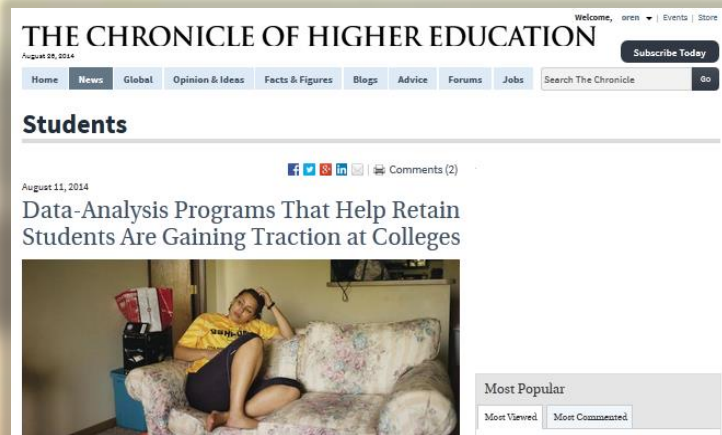 Welcome, oren | Events | Store
THE CHRONICLE OF HIGHER EDUCATION
August 26, 2014
Subscribe Today
Home News Global Opinion & Ideas Facts & Figures Blogs Advice Forums Jobs Search The Chronicle Go
Students
Comments (2)
August 11, 2014
Data-Analysis Programs That Help Retain
Students Are Gaining Traction at Colleges
Most Popular
Most Viewed Most Commented